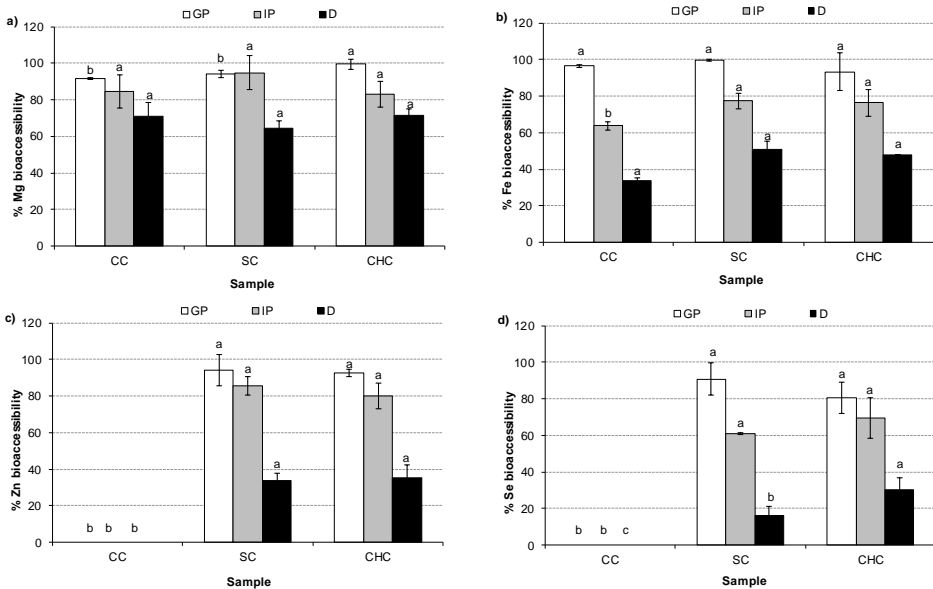 a)
GP IP D
% Mg bioaccessibility
120
100
80
60
40
20
0
b a a
b a a
a a a
CC SC CHC
Sample
b)
GP IP D
% Fe bioaccessibility
120
100
80
60
40
20
0
a b a
a a a
a a a
CC SC CHC
Sample
c)
GP IP D
% Zn bioaccessibility
120
100
80
60
40
20
0
b b b
a a a
a a a
CC SC CHC
Sample
d)
GP IP D
% Se bioaccessibility
120
100
80
60
40
20
0
b b c
a a b
a a a
CC SC CHC
Sample